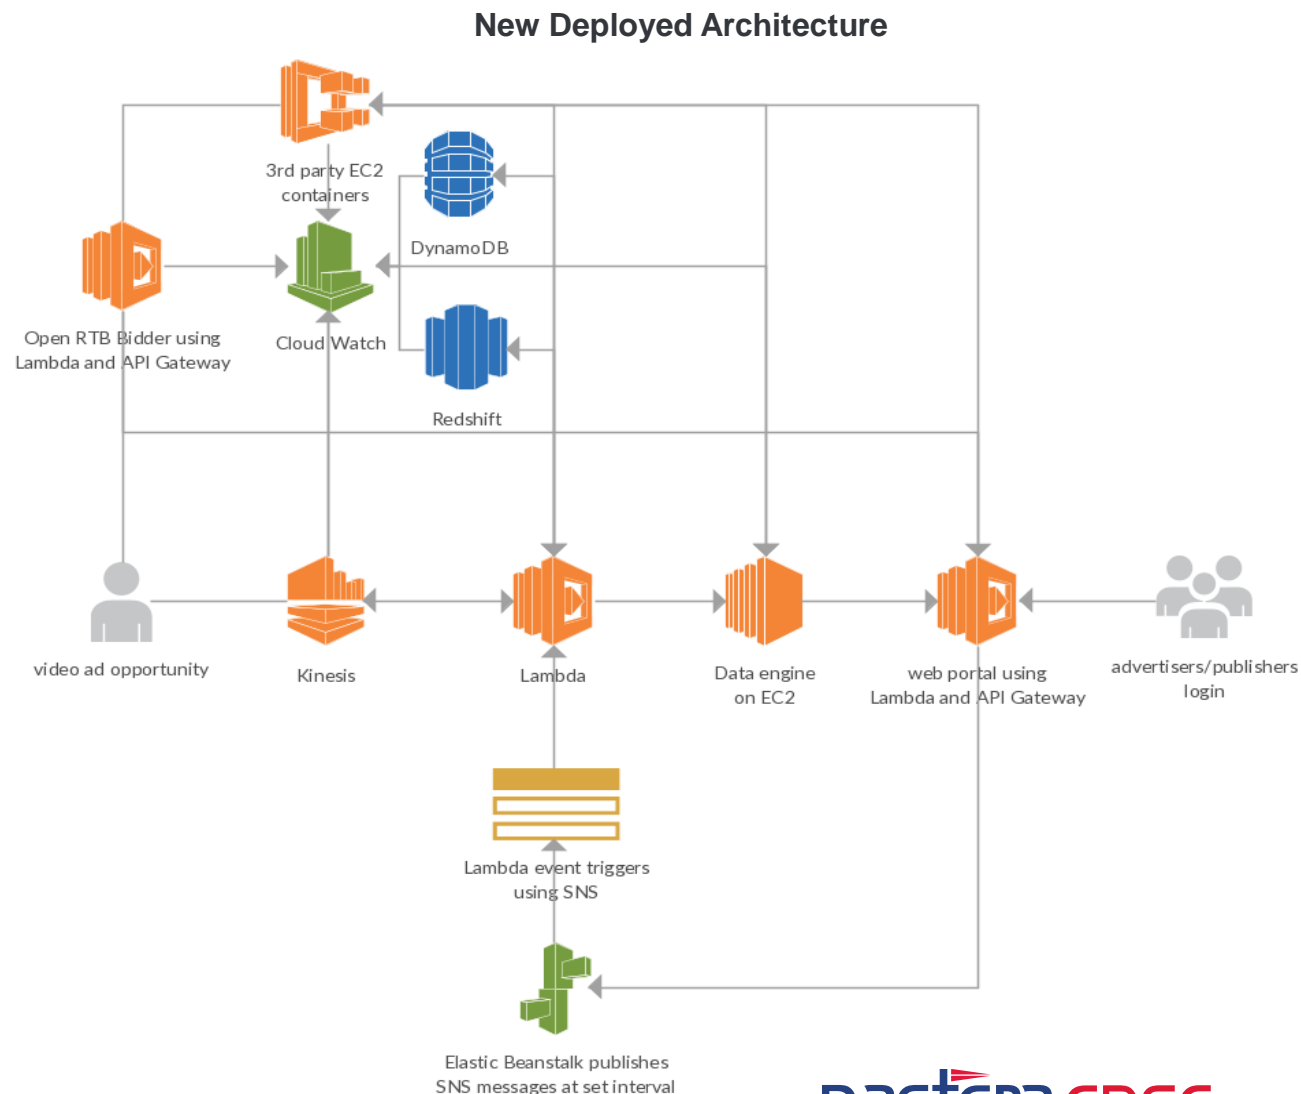 New Deployed Architecture
3rd party EC2
containers
DynamoDB
Open RTB Bidder using
Lambda and API Gateway
Cloud Watch
Redshift
video ad opportunity
Kinesis
Lambda
Data engine
on EC2
web portal using
Lambda and API Gateway
advertisers/publishers
login
Lambda event triggers
using SNS
Elastic Beanstalk publishes
SNS messages at set interval